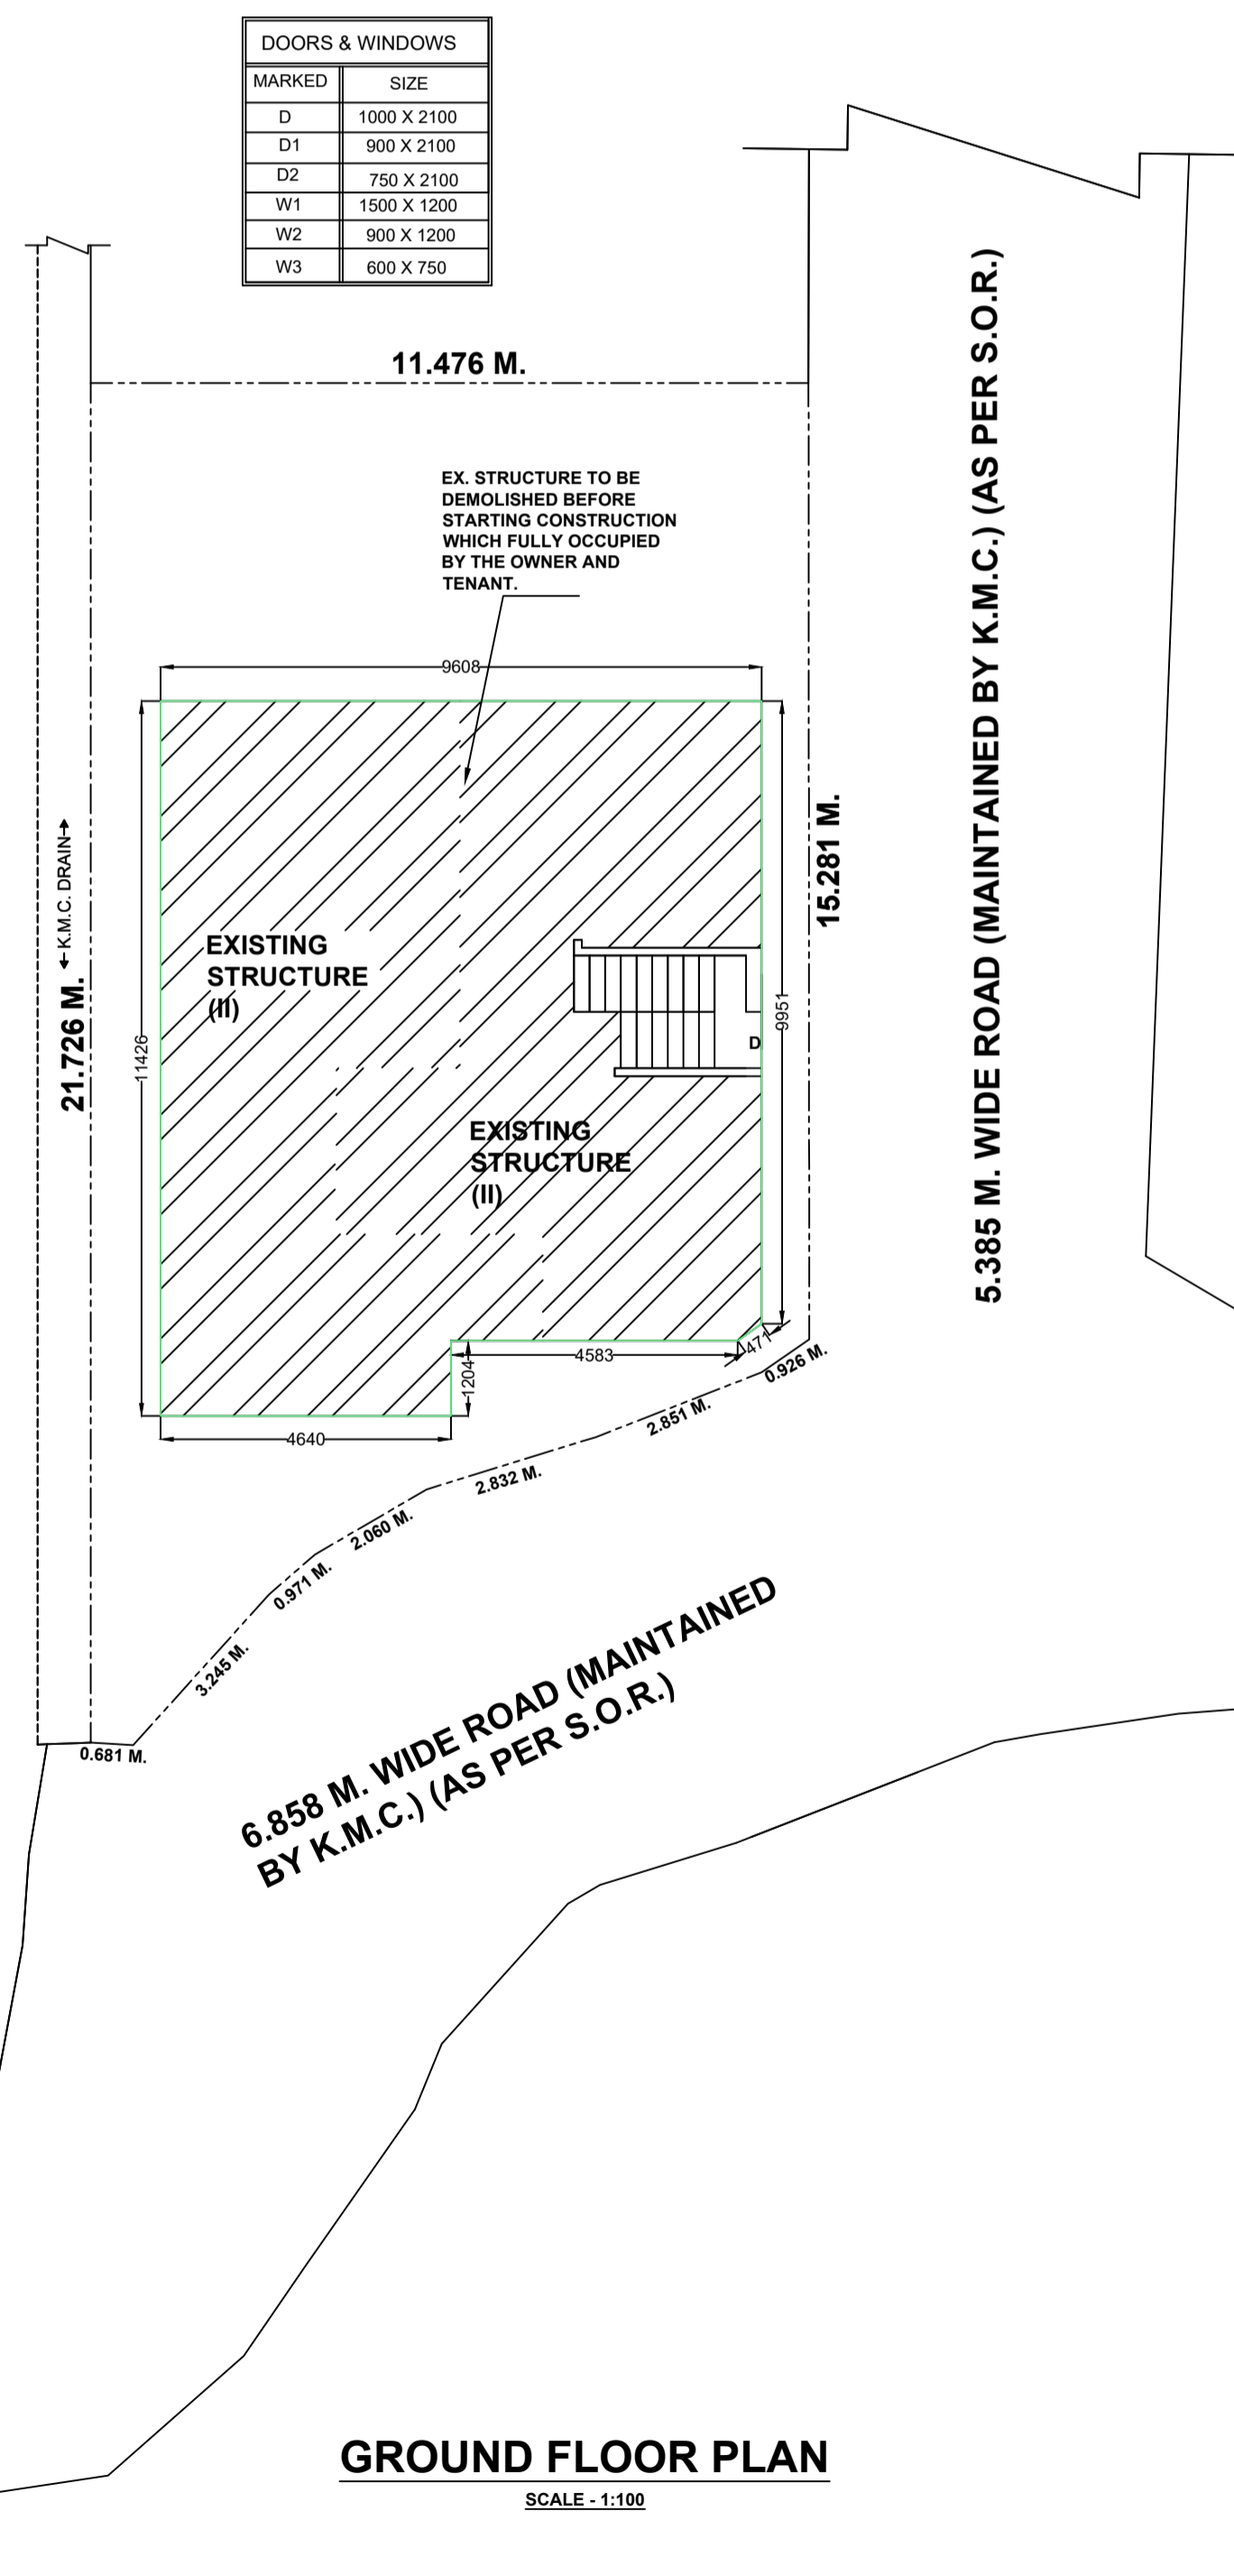 DOORS & WINDOWS
MARKED SIZE
D 1000 X 2100
D1 900 X 2100
D2 750 X 2100
W1 1500 X 1200
W2 900 X 1200
W3 600 X 750
11.476 M.
EX. STRUCTURE TO BE
DEMOLISHED BEFORE
STARTING CONSTRUCTION
WHICH FULLY OCCUPIED
BY THE OWNER AND
TENANT.
9608
5.385 M. WIDE ROAD (MAINTAINED BY K.M.C.) (AS PER S.O.R.)
15.281 M.
K.M.C. DRAIN
21.726 M.
11426
EXISTING
STRUCTURE
(II)
9951
D
EXISTING
STRUCTURE
(II)
471
4583
1204
4640
0.926 M.
2.851 M.
2.832 M.
2.060 M.
0.971 M.
3.245 M.
0.681 M.
6.858 M. WIDE ROAD (MAINTAINED
BY K.M.C.) (AS PER S.O.R.)
GROUND FLOOR PLAN
SCALE - 1:100